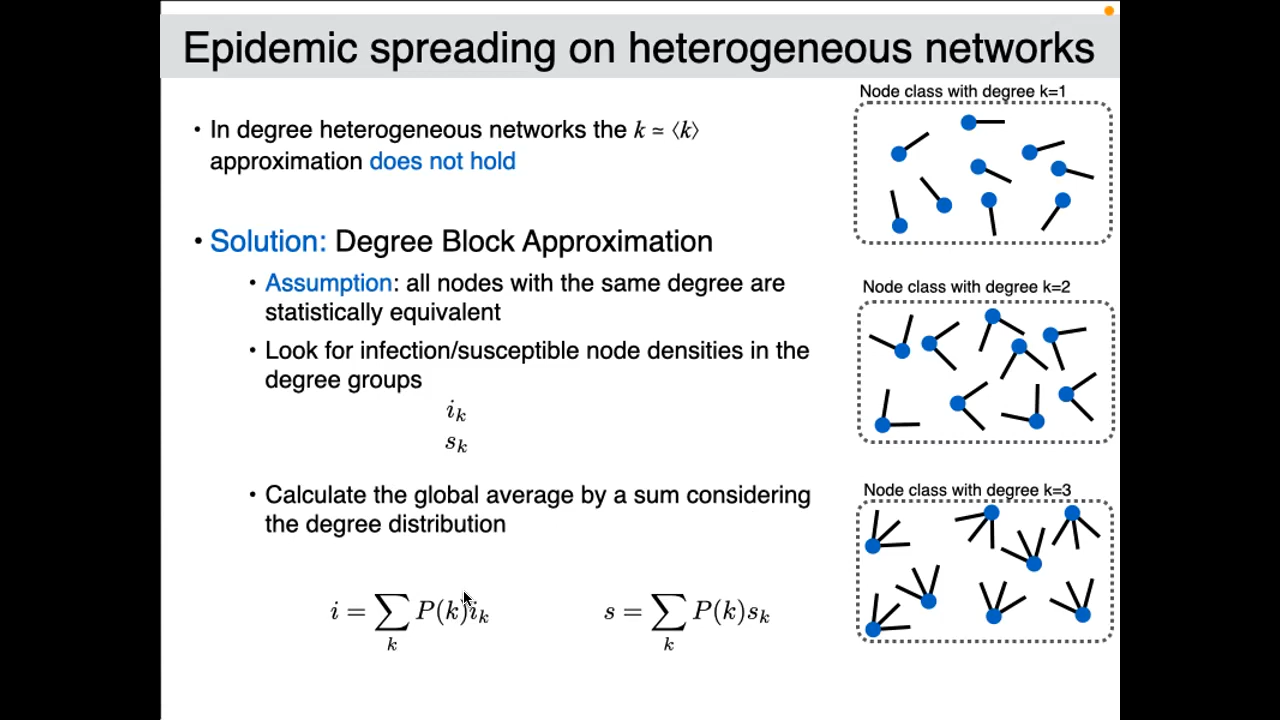 Epidemic spreading on heterogeneous networks
• In degree heterogeneous networks the k ≃ ⟨k⟩
approximation does not hold
• Solution: Degree Block Approximation
• Assumption: all nodes with the same degree are
statistically equivalent
• Look for infection/susceptible node densities in the
degree groups
i_k
s_k
• Calculate the global average by a sum considering
the degree distribution
i = ∑_k P(k)i_k
s = ∑_k P(k)s_k
Node class with degree k=1
Node class with degree k=2
Node class with degree k=3